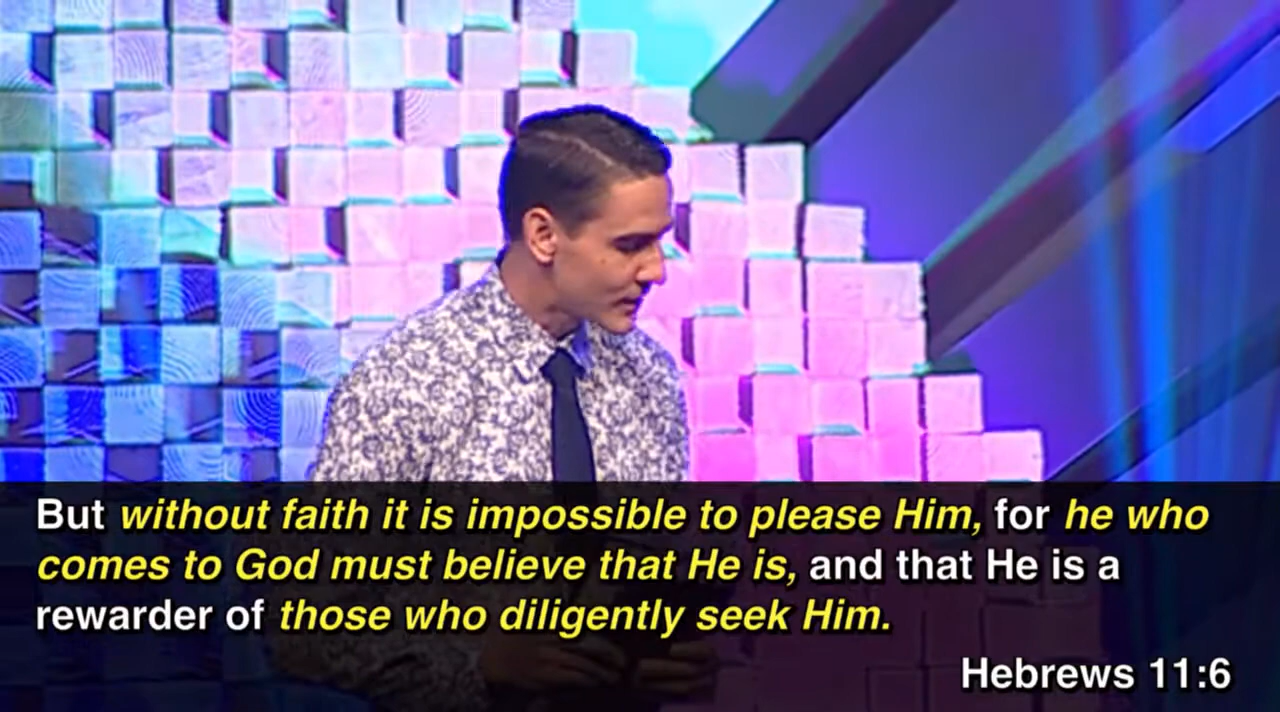 But without faith it is impossible to please Him, for he who
comes to God must believe that He is, and that He is a
rewarder of those who diligently seek Him.
Hebrews 11:6